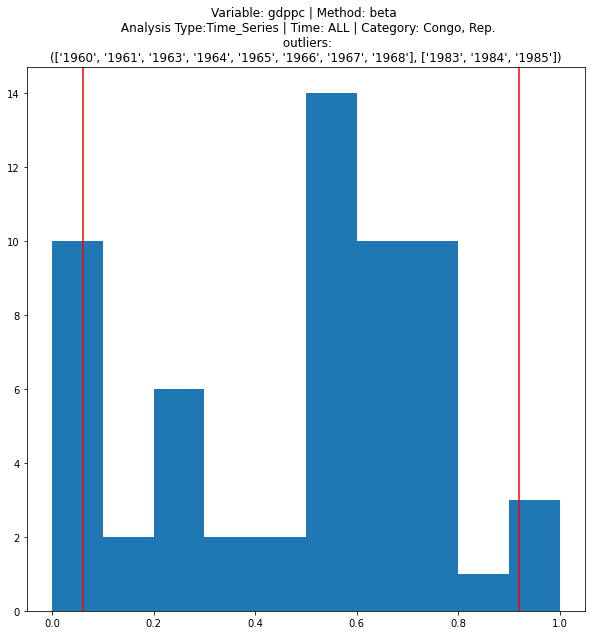 Variable: gdppc | Method: beta
Analysis Type:Time_Series | Time: ALL | Category: Congo, Rep.
outliers:
(['1960', '1961', '1963', '1964', '1965', '1966', '1967', '1968'], ['1983', '1984', '1985'])
14
12
10
8
6
4
2
0
0.0 0.2 0.4 0.6 0.8 1.0